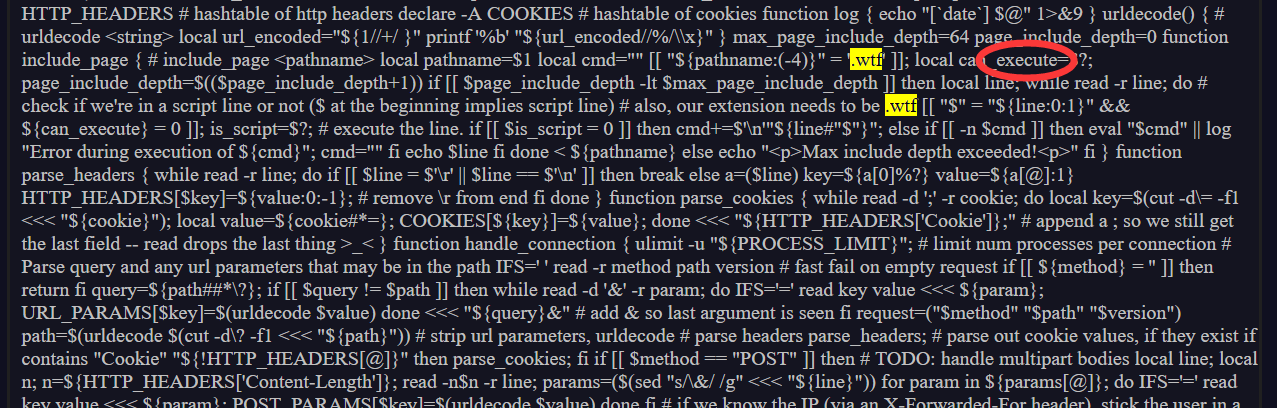 HTTP_HEADERS # hashtable of http headers declare -A COOKIES # hashtable of cookies function log { echo "[`date`] $@" 1>&9 } urldecode() { #
urldecode <string> local url_encoded="${1//+/ }" printf '%b' "${url_encoded//%/\\x}" } max_page_include_depth=64 page_include_depth=0 function
include_page { # include_page <pathname> local pathname=$1 local cmd="" [[ "${pathname:(-4)}" = '.wtf' ]]; local can_execute=$?;
page_include_depth=$(($page_include_depth+1)) if [[ $page_include_depth -lt $max_page_include_depth ]] then local line; while read -r line; do #
check if we're in a script line or not ($ at the beginning implies script line) # also, our extension needs to be .wtf [[ "$" = "${line:0:1}" &&
${can_execute} = 0 ]]; is_script=$?; # execute the line. if [[ $is_script = 0 ]] then cmd+=$'\n'"${line#"$"}"; else if [[ -n $cmd ]] then eval "$cmd" || log
"Error during execution of ${cmd}"; cmd="" fi echo $line fi done < ${pathname} else echo "<p>Max include depth exceeded!<p>" fi } function
parse_headers { while read -r line; do if [[ $line = $'\r' || $line == $'\n' ]] then break else a=($line) key=${a[0]%?} value=${a[@]:1}
HTTP_HEADERS[$key]=${value:0:-1}; # remove \r from end fi done } function parse_cookies { while read -d ';' -r cookie; do local key=$(cut -d\= -f1
<<< "${cookie}"); local value=${cookie#*=}; COOKIES[${key}]=${value}; done <<< "${HTTP_HEADERS['Cookie']};" # append a ; so we still get
the last field -- read drops the last thing >_< } function handle_connection { ulimit -u "${PROCESS_LIMIT}"; # limit num processes per connection #
Parse query and any url parameters that may be in the path IFS=' ' read -r method path version # fast fail on empty request if [[ ${method} = '' ]] then
return fi query=${path##*\?}; if [[ $query != $path ]] then while read -d '&' -r param; do IFS='=' read key value <<< ${param};
URL_PARAMS[$key]=$(urldecode $value) done <<< "${query}&" # add & so last argument is seen fi request=("$method" "$path" "$version")
path=$(urldecode $(cut -d\? -f1 <<< "${path}")) # strip url parameters, urldecode # parse headers parse_headers; # parse out cookie values, if they exist if
contains "Cookie" "${!HTTP_HEADERS[@]}" then parse_cookies; fi if [[ $method == "POST" ]] then # TODO: handle multipart bodies local line; local
n; n=${HTTP_HEADERS['Content-Length']}; read -n$n -r line; params=($(sed "s/\&/ /g" <<< "${line}")) for param in ${params[@]}; do IFS='=' read
key value <<< ${param}; POST_PARAMS[$key]=$(urldecode $value) done fi # if we know the IP (via an X-Forwarded-For header), stick the user in a